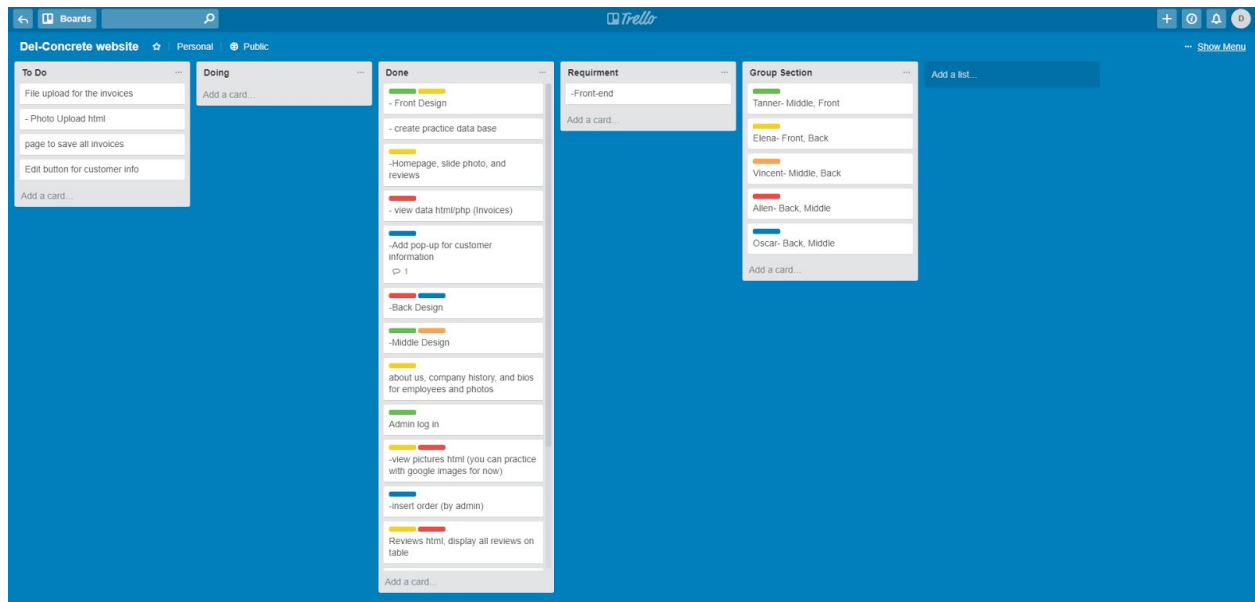 Boards
Trello
D
Del-Concrete website
Personal
Public
... Show Menu
To Do ...
File upload for the invoices
- Photo Upload html
page to save all invoices
Edit button for customer info
Add a card...
Doing ...
Add a card...
Done ...
- Front Design
- create practice data base
-Homepage, slide photo, and
reviews
- view data html/php (Invoices)
-Add pop-up for customer
information
1
-Back Design
-Middle Design
about us, company history, and bios
for employees and photos
Admin log in
-view pictures html (you can practice
with google images for now)
-insert order (by admin)
Reviews html, display all reviews on
table
Add a card...
Requirment ...
-Front-end
Add a card...
Group Section ...
Tanner- Middle, Front
Elena- Front, Back
Vincent- Middle, Back
Allen- Back, Middle
Oscar- Back, Middle
Add a card...
Add a list...